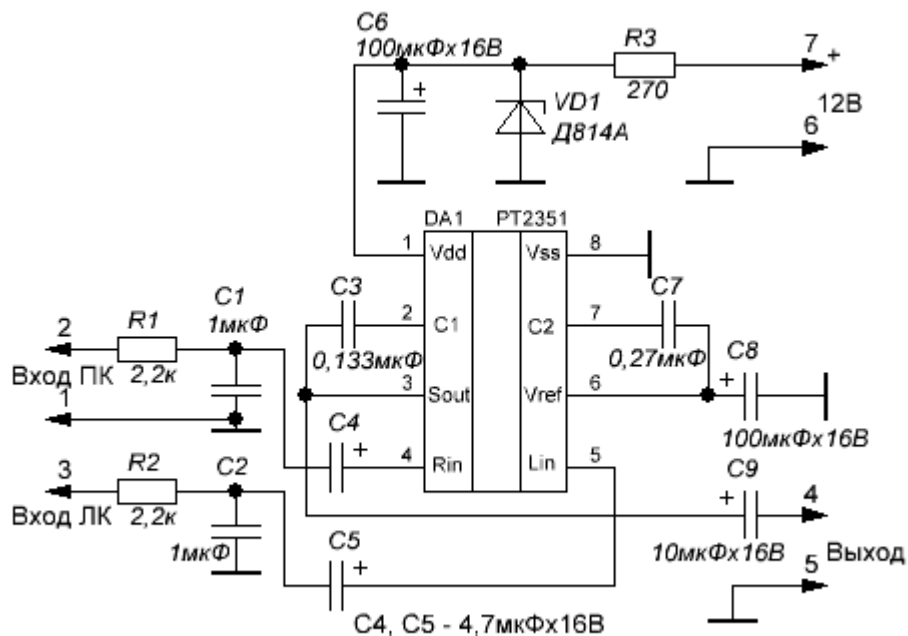 C6
100мкФх16В
R3
270
7
+
12В
6
VD1
Д814А
DA1
PT2351
1
Vdd
Vss
8
C3
C7
2
C1
C2
7
0,133мкФ
0,27мкФ
C1
1мкФ
2
R1
Вход ПК
2,2к
1
3
Sout
Vref
6
+
C8
100мкФх16В
C4
+
4
Rin
Lin
5
3
R2
C2
Вход ЛК
2,2к
1мкФ
C9
+
4
10мкФх16В
Выход
5
C5
+
C4, C5 - 4,7мкФх16В